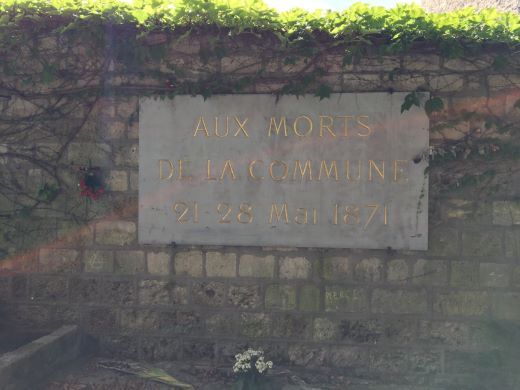 AUX MORTS
DE LA COMMUNE
21-28 Mai 1871